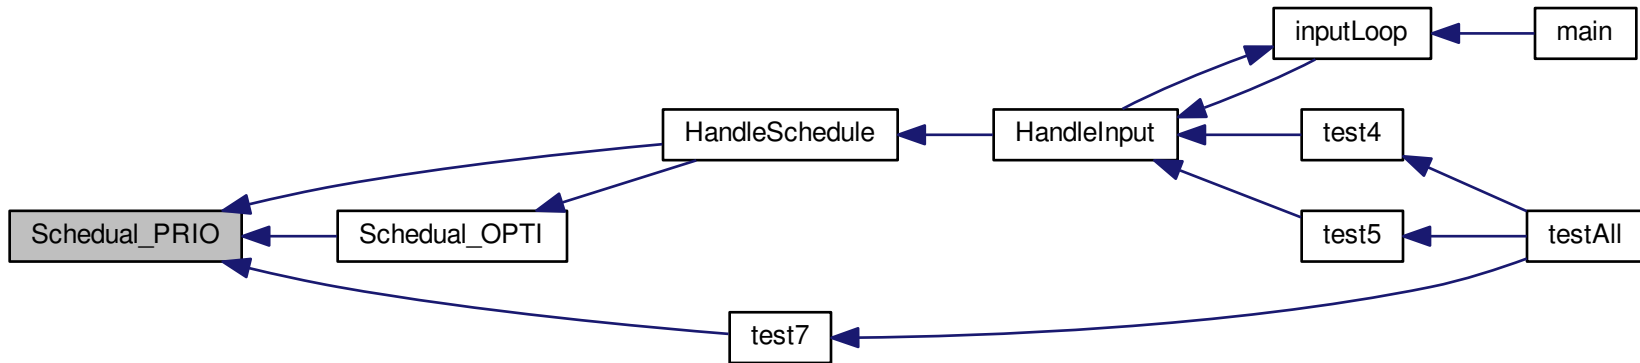 inputLoop
main
HandleSchedule
HandleInput
test4
Schedual_PRIO
Schedual_OPTI
test5
testAll
test7